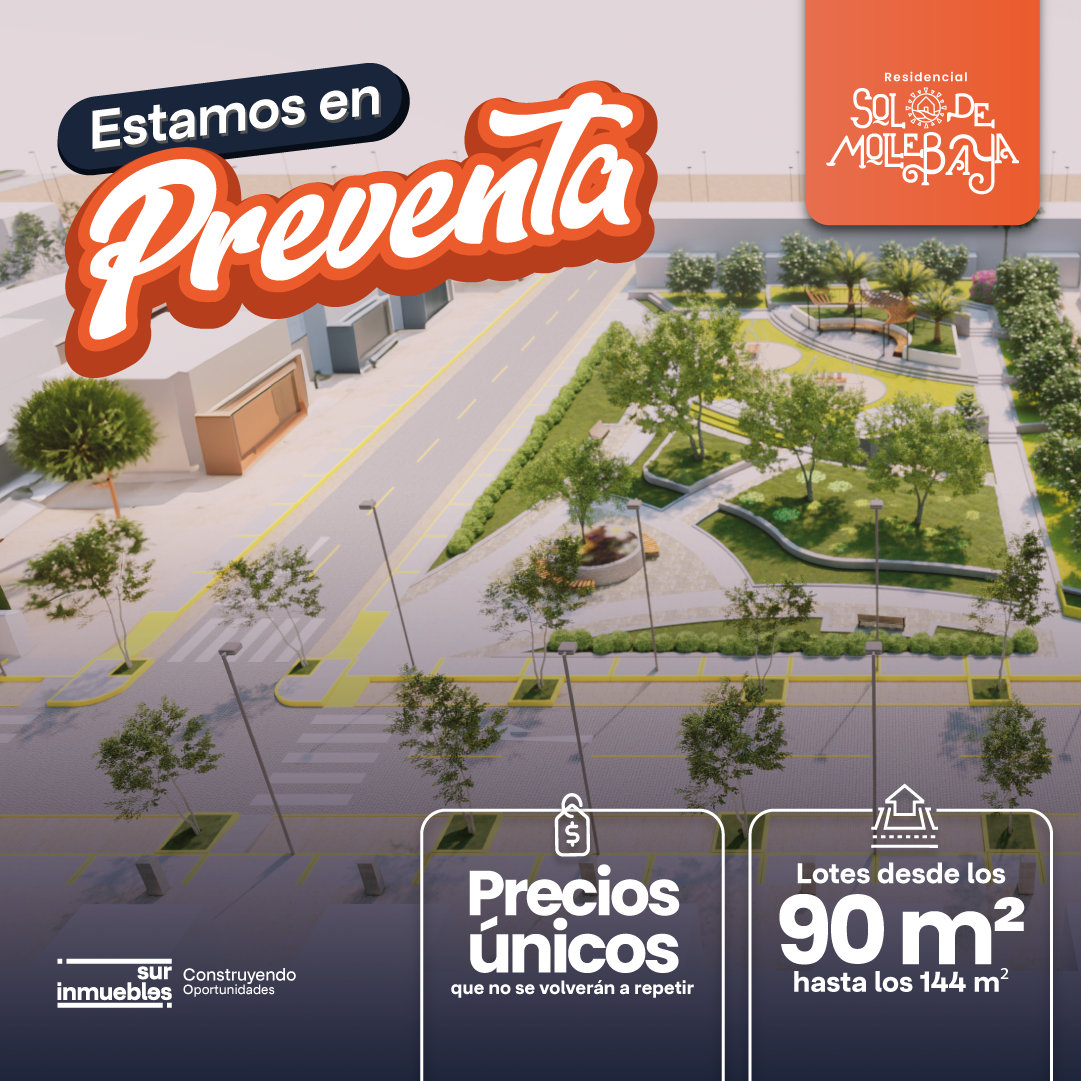 Estamos en
Preventa
Residencial
SOL DE
MOLLEBAYA
$
Precios
únicos
que no se volverán a repetir
Lotes desde los
90 m²
hasta los 144 m²
sur
inmuebles
Construyendo
Oportunidades